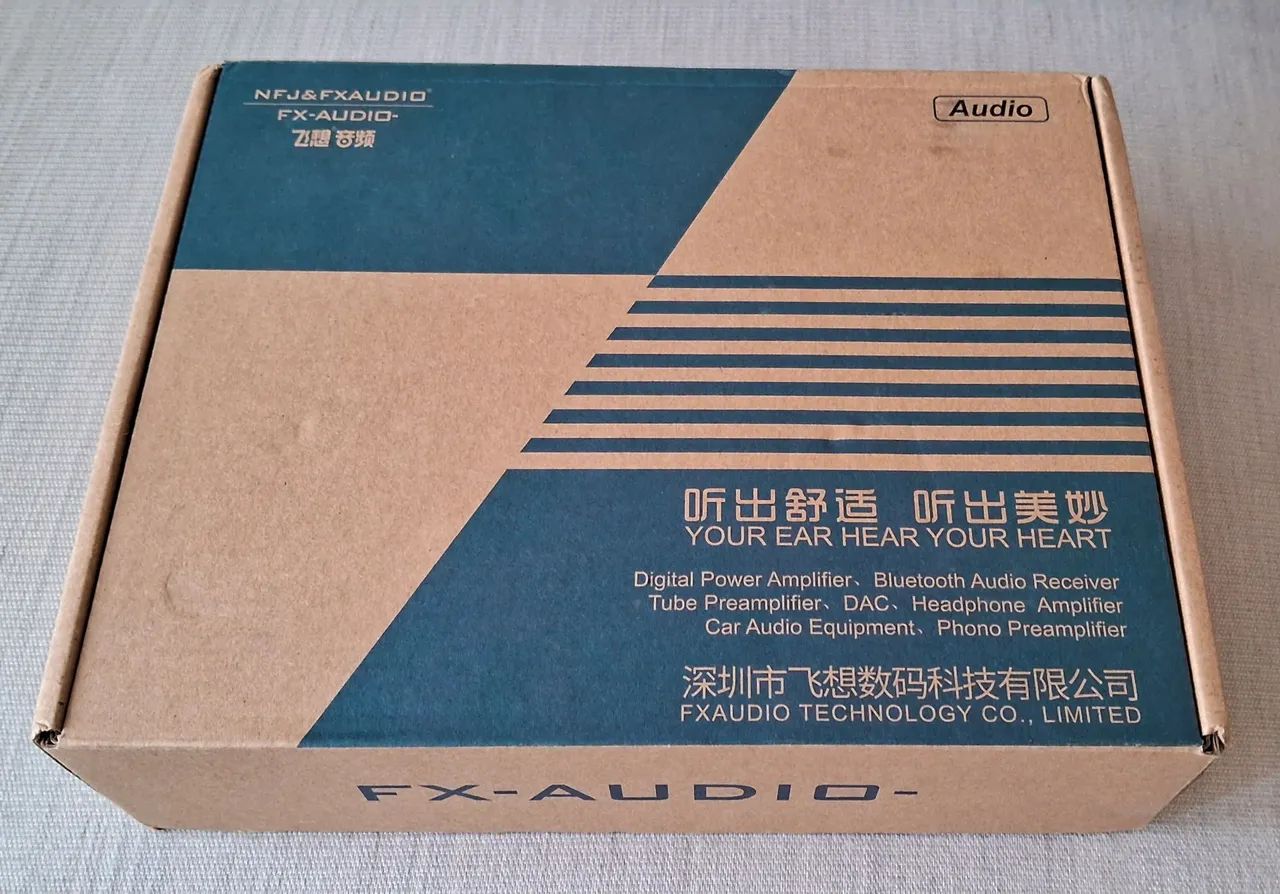 NFJ&FXAUDIO®
FX-AUDIO-
飞想音频
Audio
听出舒适 听出美妙
YOUR EAR HEAR YOUR HEART
Digital Power Amplifier、Bluetooth Audio Receiver
Tube Preamplifier、DAC、Headphone Amplifier
Car Audio Equipment、Phono Preamplifier
深圳市飞想数码科技有限公司
FXAUDIO TECHNOLOGY CO., LIMITED
FX-AUDIO-